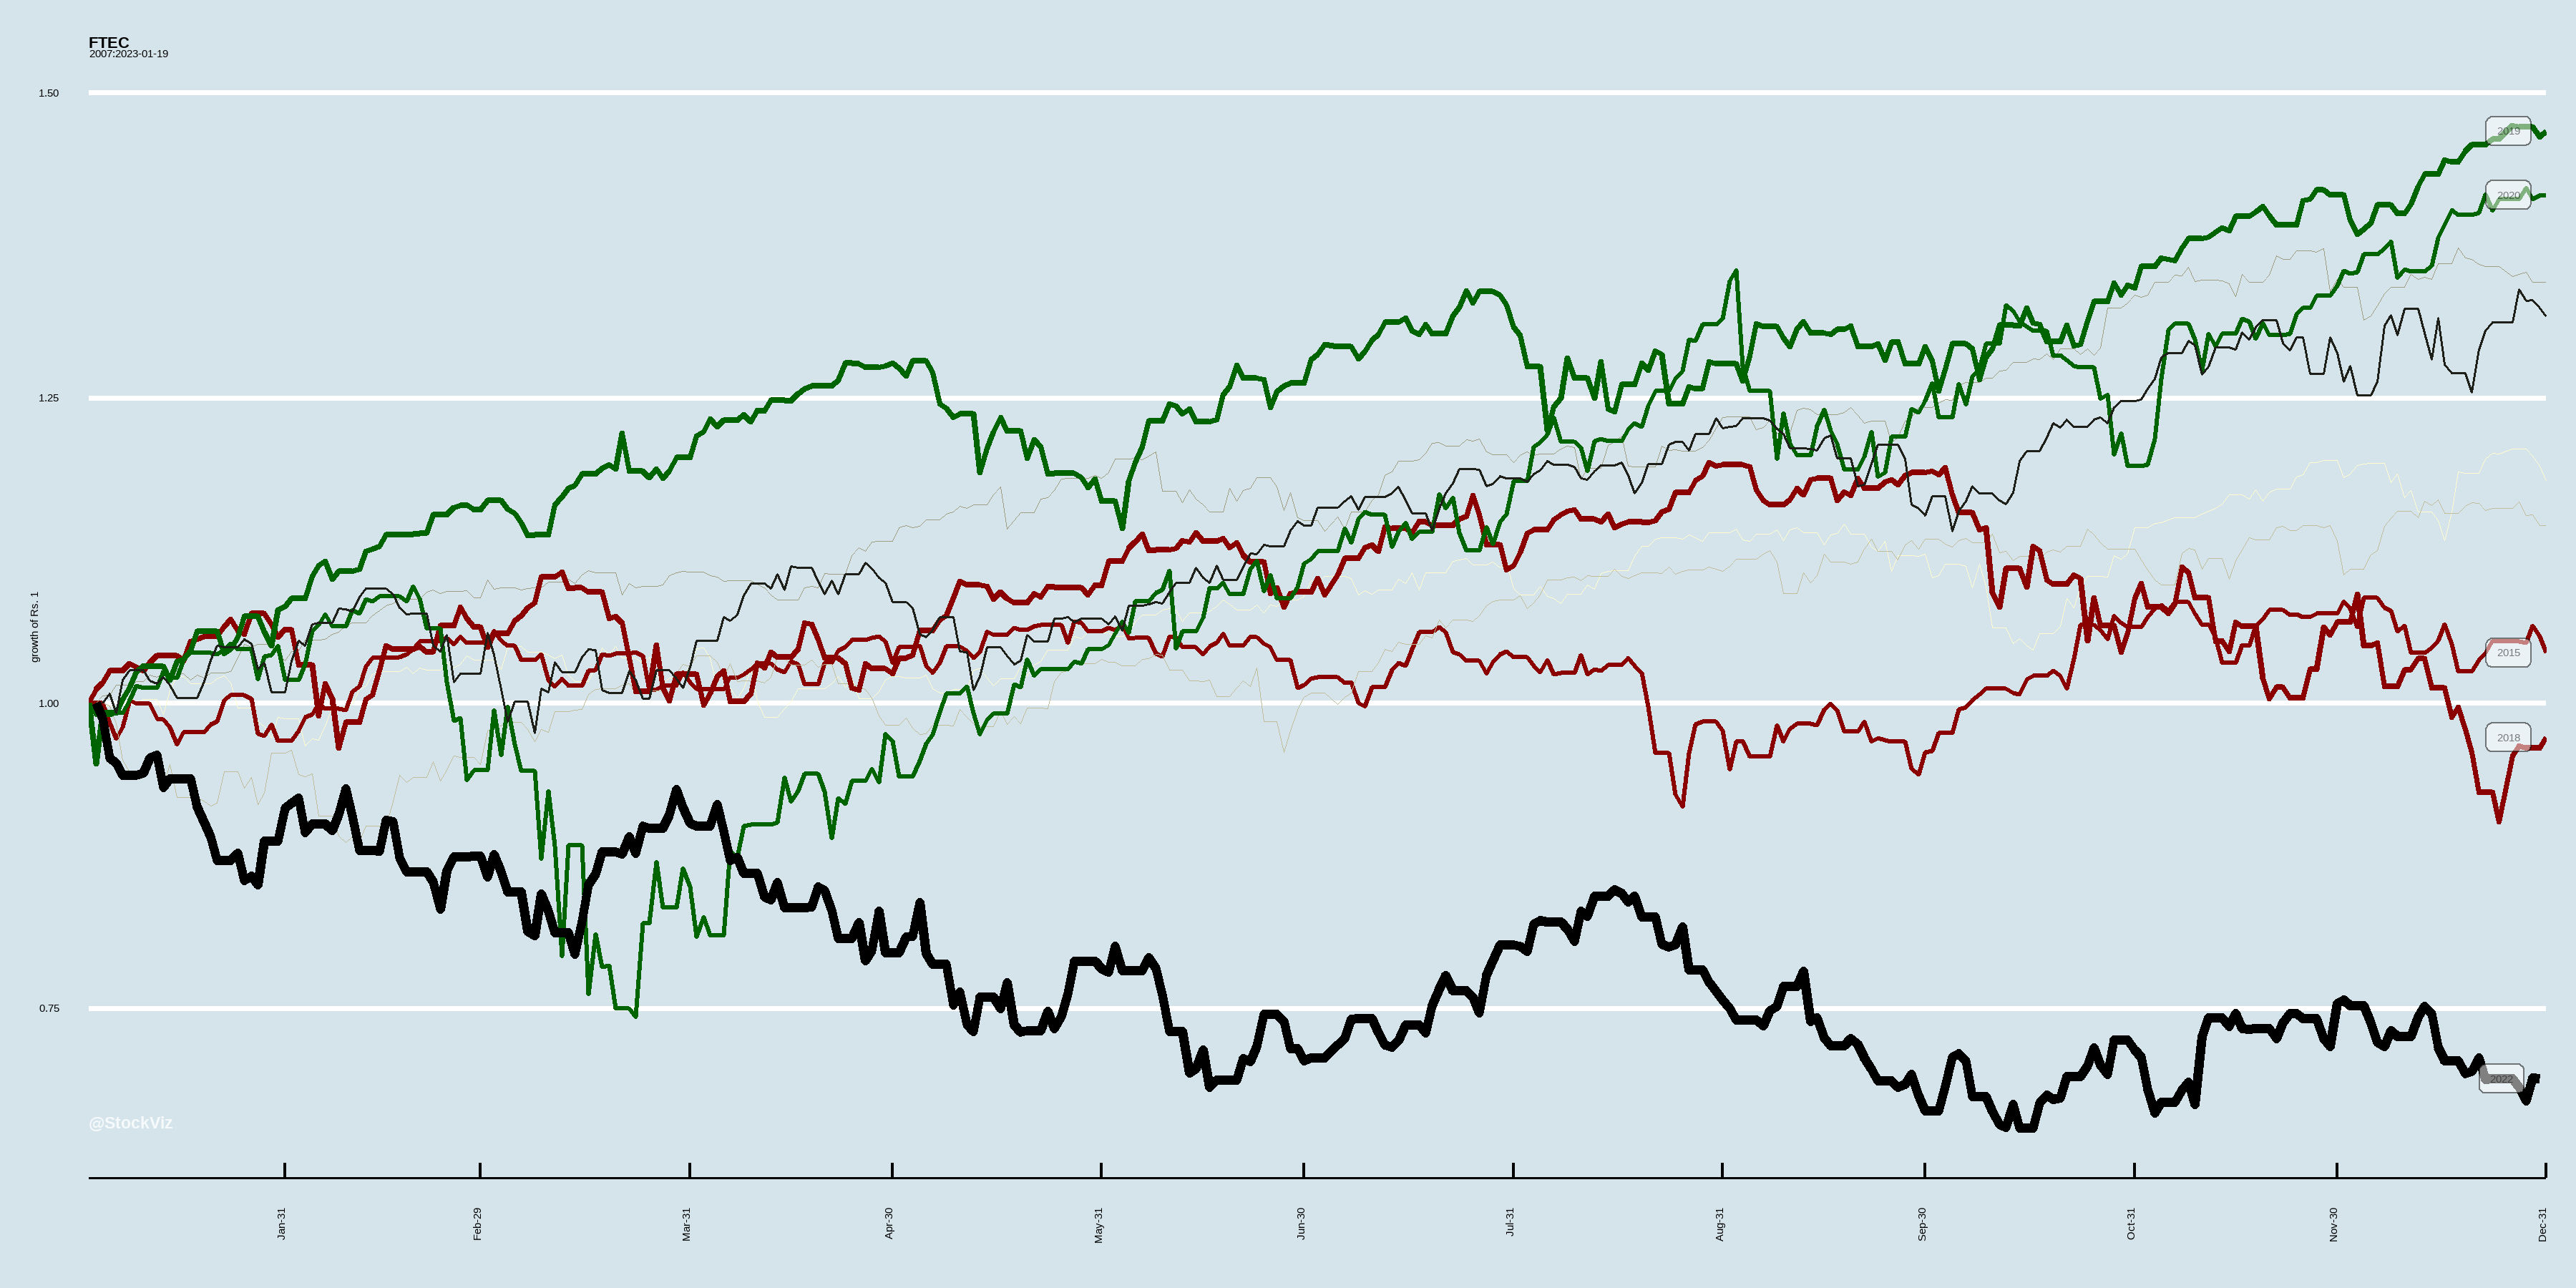 FTEC
2007:2023-01-19
1.50
1.25
1.00
0.75
growth of Rs. 1
2019
2020
2015
2018
2022
@StockViz
Jan-31
Feb-29
Mar-31
Apr-30
May-31
Jun-30
Jul-31
Aug-31
Sep-30
Oct-31
Nov-30
Dec-31